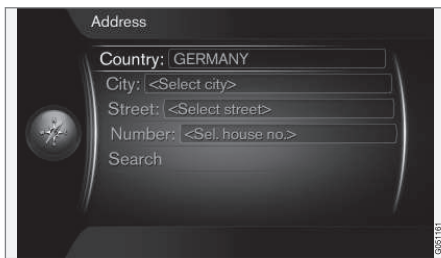 Address
Country: GERMANY
City: <Select city>
Street: <Select street>
Number: <Sel. house no.>
Search
G051161